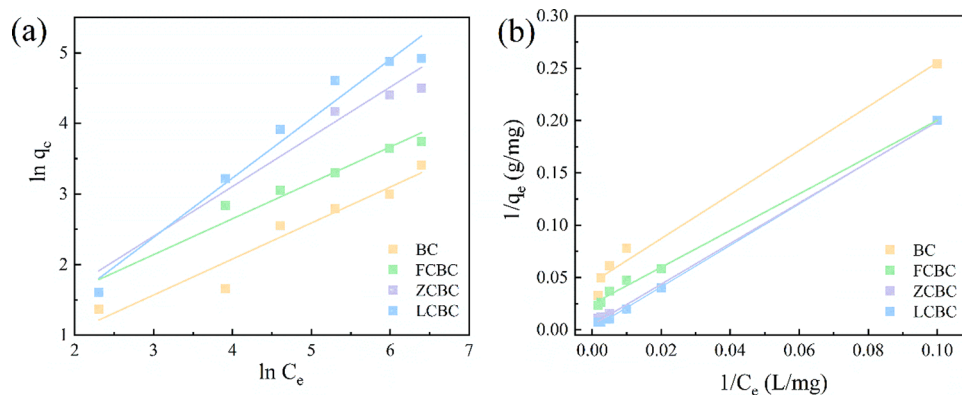 (a)
ln q_c
5
4
3
2
1
2 3 4 5 6 7
ln C_e
BC
FCBC
ZCBC
LCBC
(b)
1/q_e (g/mg)
0.30
0.25
0.20
0.15
0.10
0.05
0.00
0.00 0.02 0.04 0.06 0.08 0.10
1/C_e (L/mg)
BC
FCBC
ZCBC
LCBC